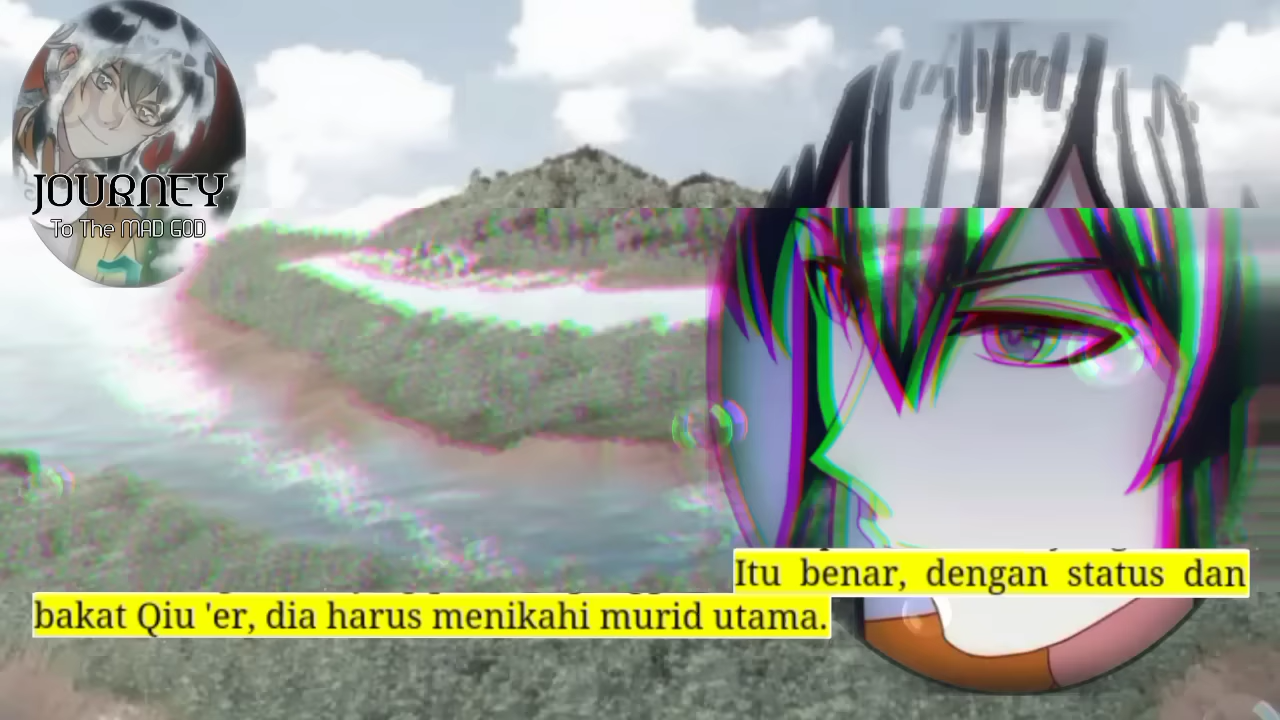 JOURNEY
To The MAD GOD
Itu benar, dengan status dan
bakat Qiu 'er, dia harus menikahi murid utama.